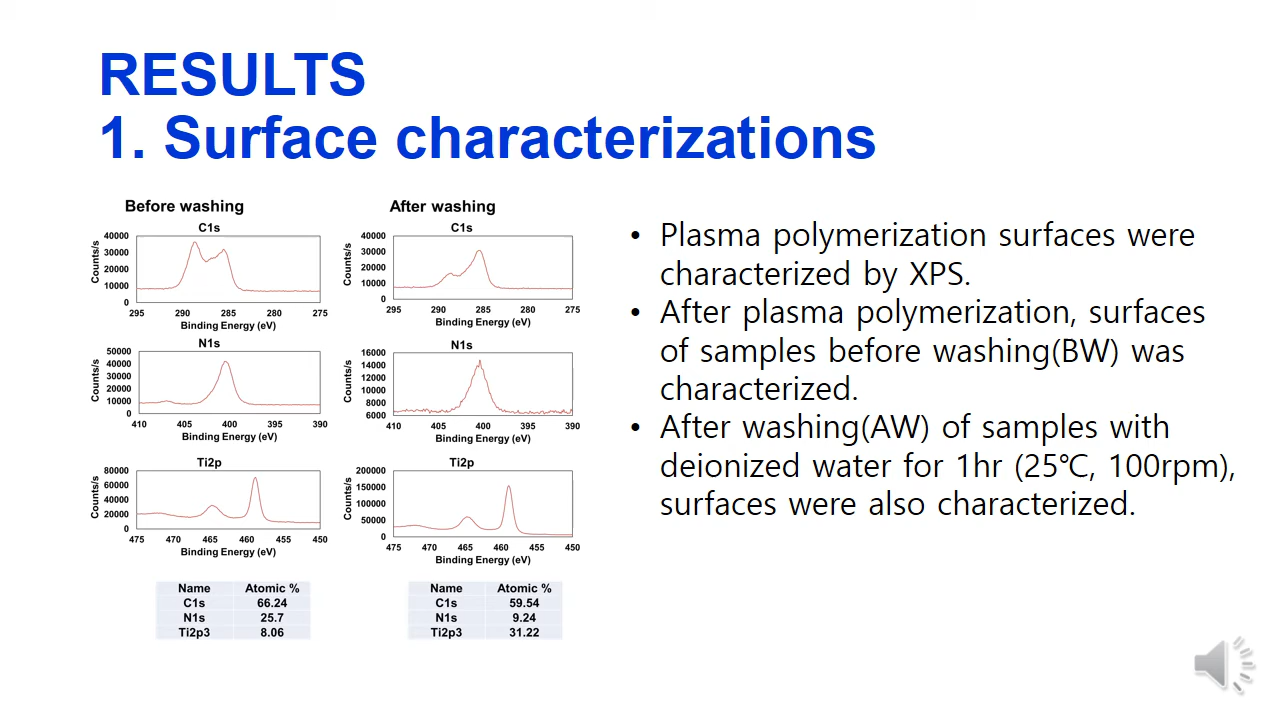 RESULTS
1. Surface characterizations
Before washing
C1s
Counts/s
40000
30000
20000
10000
0
295 290 285 280 275
Binding Energy (eV)
N1s
Counts/s
50000
40000
30000
20000
10000
0
410 405 400 395 390
Binding Energy (eV)
Ti2p
Counts/s
80000
60000
40000
20000
0
475 470 465 460 455 450
Binding Energy (eV)
Name Atomic %
C1s 66.24
N1s 25.7
Ti2p3 8.06
After washing
C1s
Counts/s
40000
30000
20000
10000
0
295 290 285 280 275
Binding Energy (eV)
N1s
Counts/s
16000
14000
12000
10000
8000
6000
410 405 400 395 390
Binding Energy (eV)
Ti2p
Counts/s
200000
150000
100000
50000
0
475 470 465 460 455 450
Binding Energy (eV)
Name Atomic %
C1s 59.54
N1s 9.24
Ti2p3 31.22
• Plasma polymerization surfaces were
characterized by XPS.
• After plasma polymerization, surfaces
of samples before washing(BW) was
characterized.
• After washing(AW) of samples with
deionized water for 1hr (25℃, 100rpm),
surfaces were also characterized.